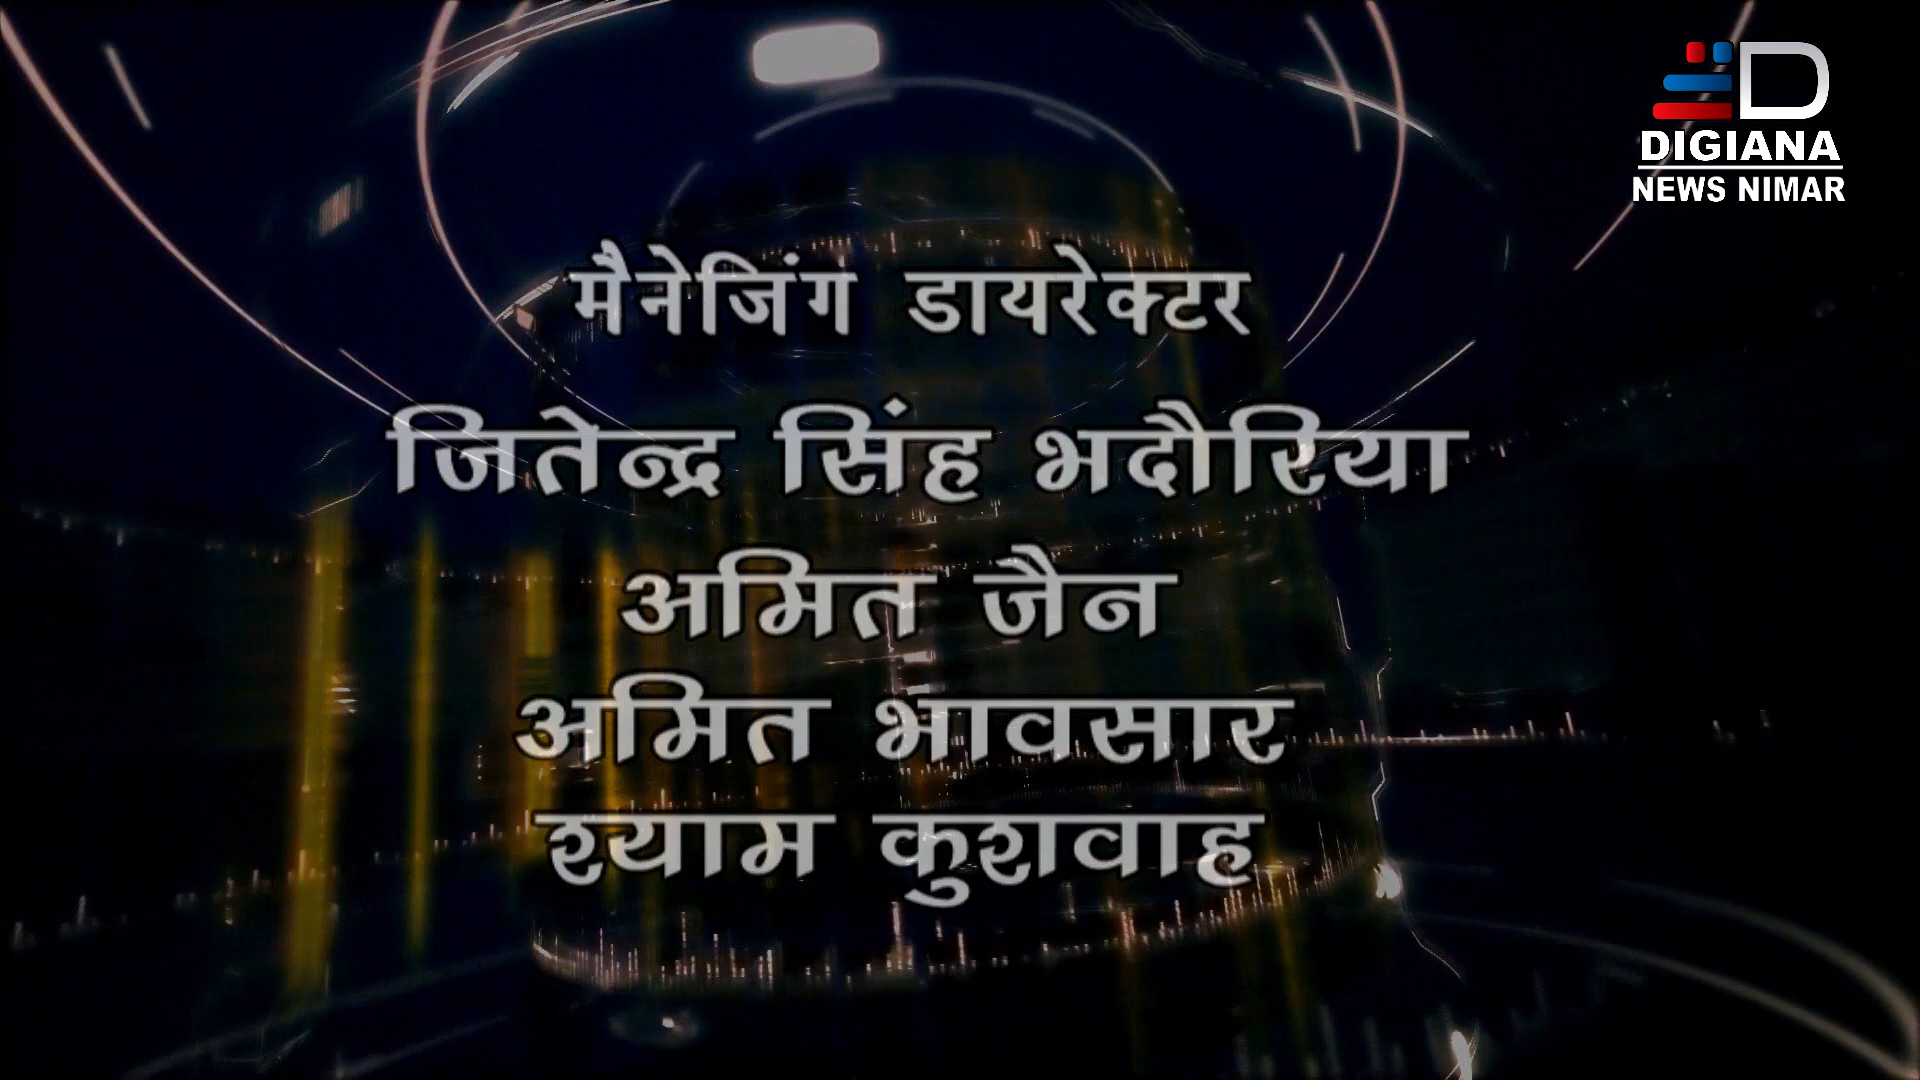 DIGIANA
NEWS NIMAR
मैनेजिंग डायरेक्टर
जितेन्द्र सिंह भदौरिया
अमित जैन
अमित भावसार
श्याम कुशवाह